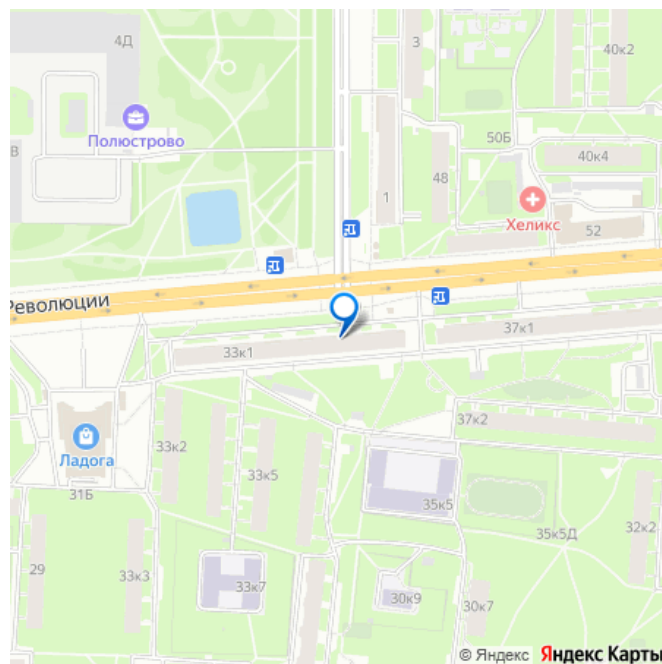 4Д
3
40к2
Полюстрово
50Б
В
48
40к4
1
Хеликс
52
Революции
37к1
33к1
37к2
33к2
Ладога
33к5
31Б
35к5
35к5Д
32к2
29
33к3
33к7
30к9
30к7
© Яндекс Яндекс Карты